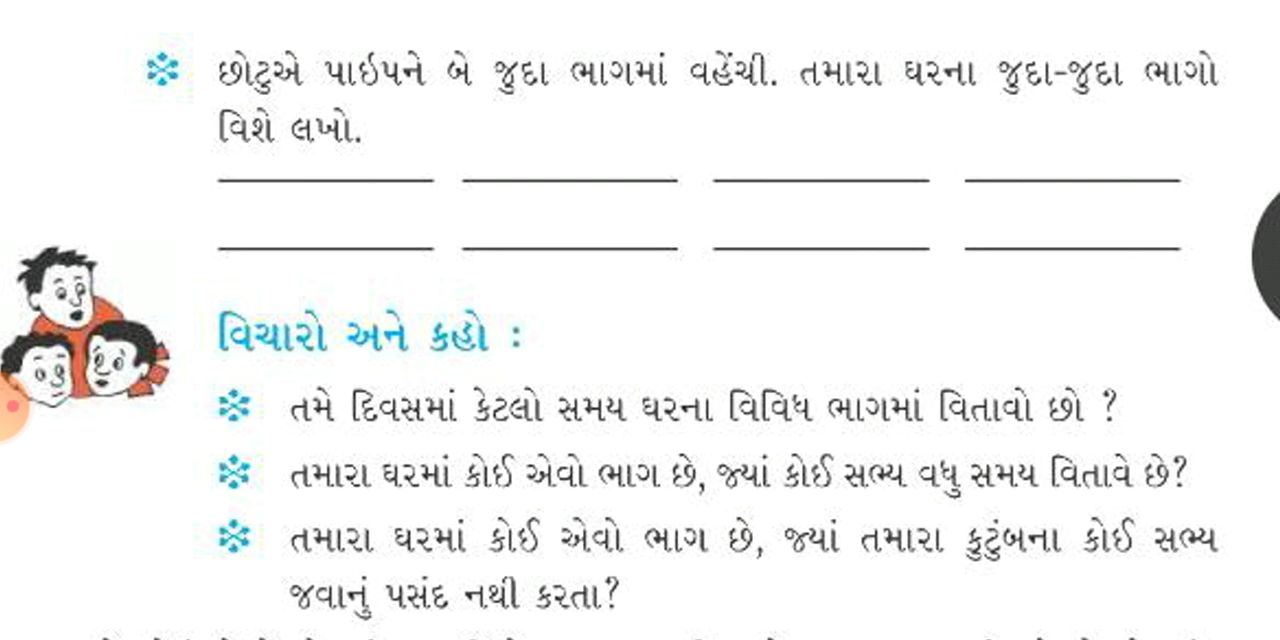 છોટુએ પાઇપને બે જુદા ભાગમાં વહેંચી. તમારા ઘરના જુદા-જુદા ભાગો
વિશે લખો.
વિચારો અને કહો :
તમે દિવસમાં કેટલો સમય ઘરના વિવિધ ભાગમાં વિતાવો છો ?
તમારા ઘરમાં કોઈ એવો ભાગ છે, જ્યાં કોઈ સભ્ય વધુ સમય વિતાવે છે?
તમારા ઘરમાં કોઈ એવો ભાગ છે, જ્યાં તમારા કુટુંબના કોઈ સભ્ય
જવાનું પસંદ નથી કરતા?